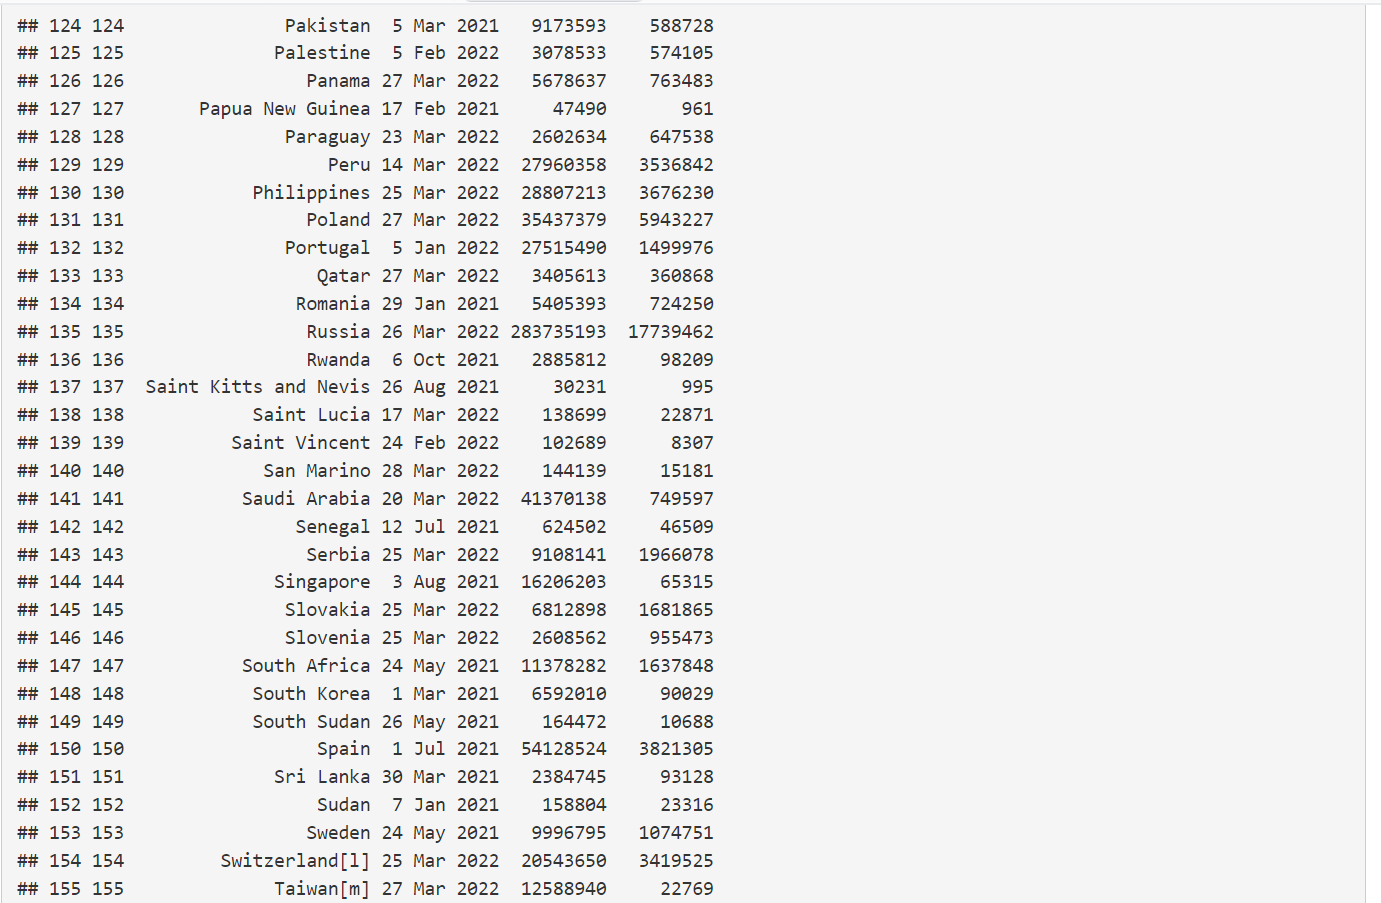 ## 124 124               Pakistan  5 Mar 2021   9173593    588728
## 125 125              Palestine  5 Feb 2022   3078533    574105
## 126 126                 Panama 27 Mar 2022   5678637    763483
## 127 127       Papua New Guinea 17 Feb 2021     47490       961
## 128 128               Paraguay 23 Mar 2022   2602634    647538
## 129 129                   Peru 14 Mar 2022  27960358   3536842
## 130 130            Philippines 25 Mar 2022  28807213   3676230
## 131 131                 Poland 27 Mar 2022  35437379   5943227
## 132 132               Portugal  5 Jan 2022  27515490   1499976
## 133 133                  Qatar 27 Mar 2022   3405613    360868
## 134 134                Romania 29 Jan 2021   5405393    724250
## 135 135                 Russia 26 Mar 2022 283735193  17739462
## 136 136                 Rwanda  6 Oct 2021   2885812     98209
## 137 137  Saint Kitts and Nevis 26 Aug 2021     30231       995
## 138 138            Saint Lucia 17 Mar 2022    138699     22871
## 139 139          Saint Vincent 24 Feb 2022    102689      8307
## 140 140             San Marino 28 Mar 2022    144139     15181
## 141 141           Saudi Arabia 20 Mar 2022  41370138    749597
## 142 142                Senegal 12 Jul 2021    624502     46509
## 143 143                 Serbia 25 Mar 2022   9108141   1966078
## 144 144              Singapore  3 Aug 2021  16206203     65315
## 145 145               Slovakia 25 Mar 2022   6812898   1681865
## 146 146               Slovenia 25 Mar 2022   2608562    955473
## 147 147           South Africa 24 May 2021  11378282   1637848
## 148 148            South Korea  1 Mar 2021   6592010     90029
## 149 149            South Sudan 26 May 2021    164472     10688
## 150 150                  Spain  1 Jul 2021  54128524   3821305
## 151 151              Sri Lanka 30 Mar 2021   2384745     93128
## 152 152                  Sudan  7 Jan 2021    158804     23316
## 153 153                 Sweden 24 May 2021   9996795   1074751
## 154 154         Switzerland[l] 25 Mar 2022  20543650   3419525
## 155 155              Taiwan[m] 27 Mar 2022  12588940     22769